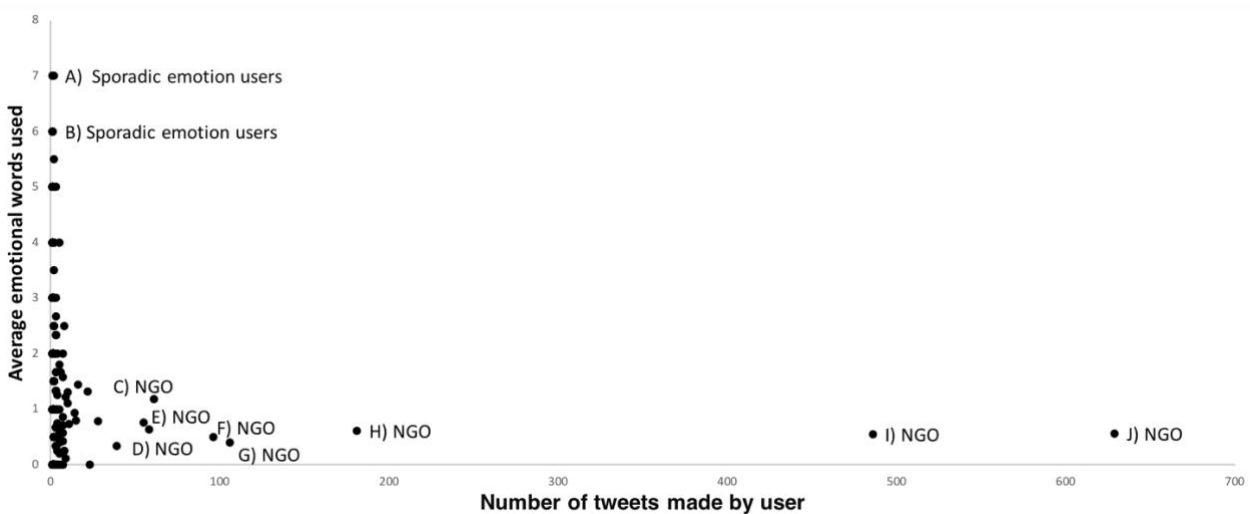 8
7
A) Sporadic emotion users
6
B) Sporadic emotion users
5
4
3
2
1
0
Average emotional words used
C) NGO
E) NGO
F) NGO
D) NGO
G) NGO
H) NGO
I) NGO
J) NGO
0 100 200 300 400 500 600 700
Number of tweets made by user